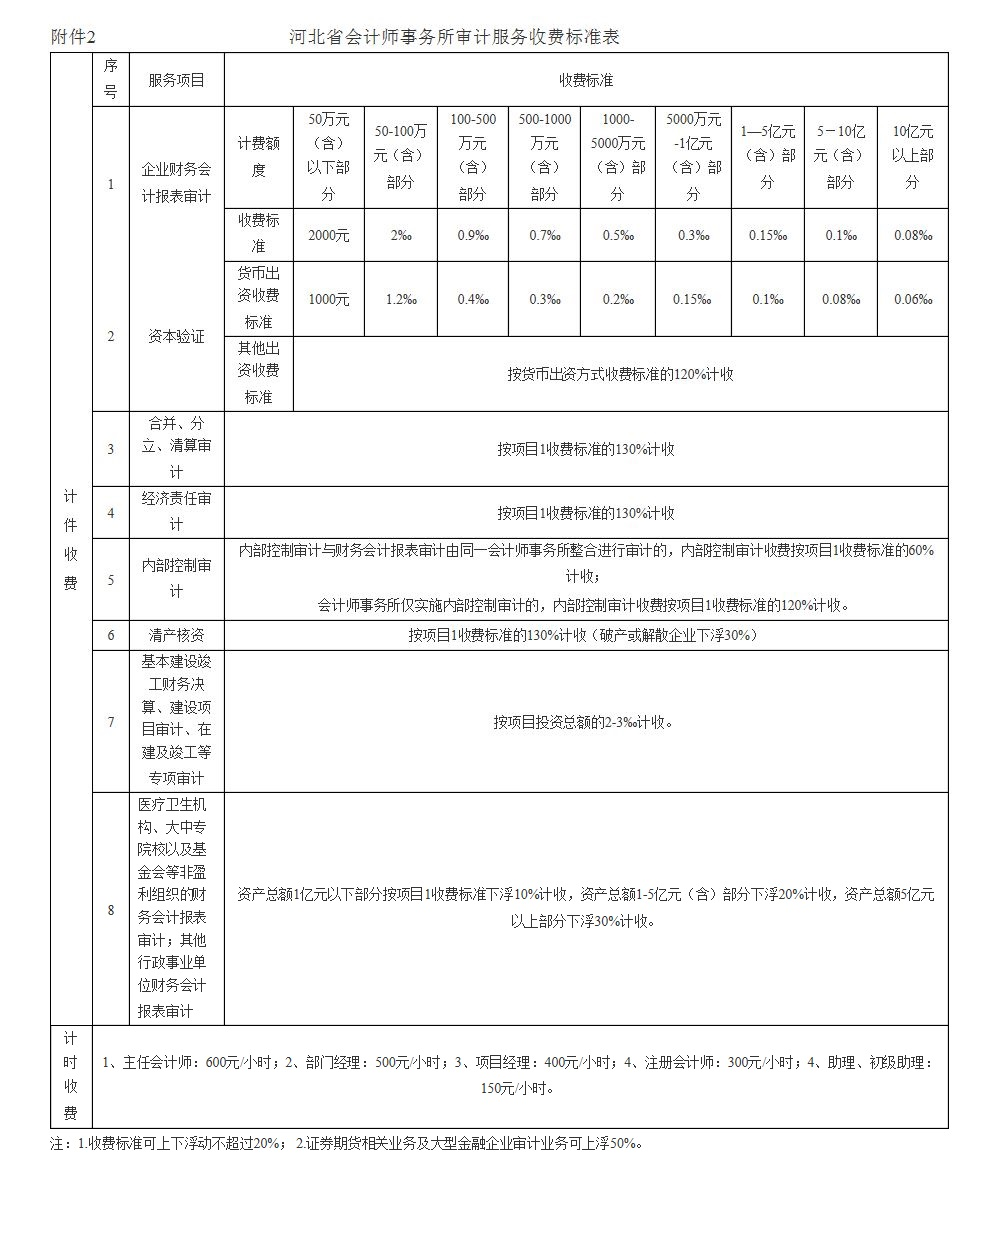 附件2
河北省会计师事务所审计服务收费标准表
计
件
收
费
序
号
服务项目
收费标准
1
企业财务会
计报表审计
计费额
度
50万元
（含）
以下部
分
50-100万
元（含）
部分
100-500
万元
（含）
部分
500-1000
万元
（含）
部分
1000-
5000万元
（含）部
分
5000万元
-1亿元
（含）部
分
1—5亿元
（含）部
分
5－10亿
元（含）
部分
10亿元
以上部
分
收费标
准
2000元
2‰
0.9‰
0.7‰
0.5‰
0.3‰
0.15‰
0.1‰
0.08‰
2
资本验证
货币出
资收费
标准
1000元
1.2‰
0.4‰
0.3‰
0.2‰
0.15‰
0.1‰
0.08‰
0.06‰
其他出
资收费
标准
按货币出资方式收费标准的120%计收
3
合并、分
立、清算审
计
按项目1收费标准的130%计收
4
经济责任审
计
按项目1收费标准的130%计收
5
内部控制审
计
内部控制审计与财务会计报表审计由同一会计师事务所整合进行审计的，内部控制审计收费按项目1收费标准的60%
计收；
会计师事务所仅实施内部控制审计的，内部控制审计收费按项目1收费标准的120%计收。
6
清产核资
按项目1收费标准的130%计收（破产或解散企业下浮30%）
7
基本建设竣
工财务决
算、建设项
目审计、在
建及竣工等
专项审计
按项目投资总额的2-3‰计收。
8
医疗卫生机
构、大中专
院校以及基
金会等非盈
利组织的财
务会计报表
审计；其他
行政事业单
位财务会计
报表审计
资产总额1亿元以下部分按项目1收费标准下浮10%计收，资产总额1-5亿元（含）部分下浮20%计收，资产总额5亿元
以上部分下浮30%计收。
计
时
收
费
1、主任会计师：600元/小时；2、部门经理：500元/小时；3、项目经理：400元/小时；4、注册会计师：300元/小时；4、助理、初级助理：
150元/小时。
注：1.收费标准可上下浮动不超过20%； 2.证券期货相关业务及大型金融企业审计业务可上浮50%。